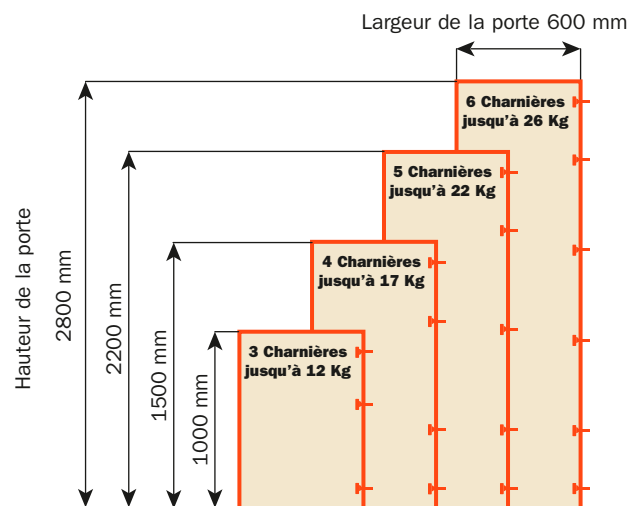 Largeur de la porte 600 mm
6 Charnières
jusqu'à 26 Kg
5 Charnières
jusqu'à 22 Kg
4 Charnières
jusqu'à 17 Kg
3 Charnières
jusqu'à 12 Kg
Hauteur de la porte
2800 mm
2200 mm
1500 mm
1000 mm